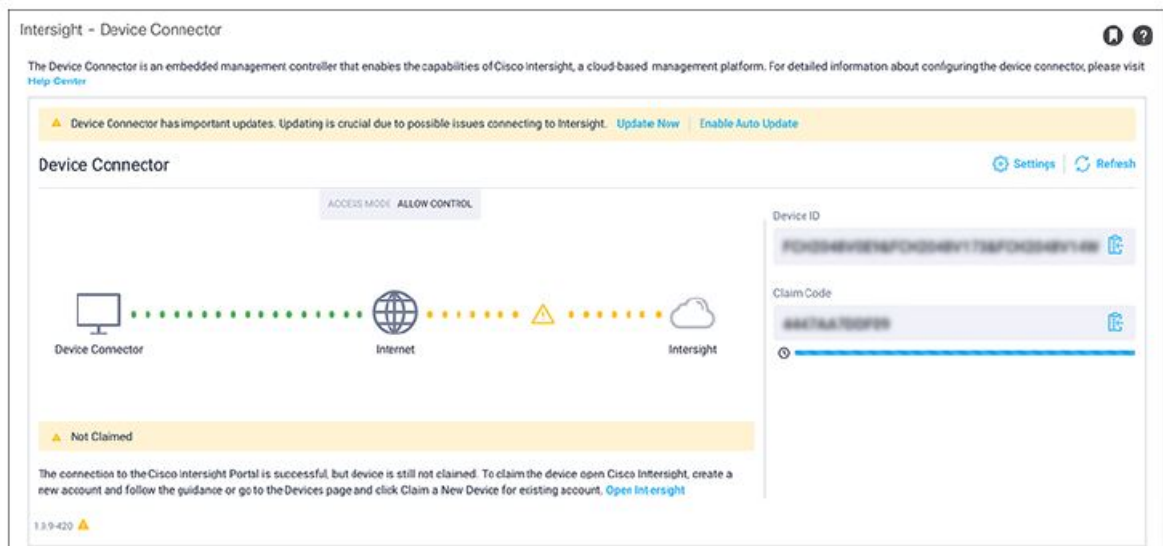 Intersight - Device Connector
The Device Connector is an embedded management controller that enables the capabilities of Cisco Intersight, a cloud-based management platform. For detailed information about configuring the device connector, please visit
Help Center
Device Connector has important updates. Updating is crucial due to possible issues connecting to Intersight. Update Now | Enable Auto Update
Device Connector
Settings | Refresh
ACCESS MODE ALLOW CONTROL
Device ID
Claim Code
Device Connector
Internet
Intersight
Not Claimed
The connection to the Cisco Intersight Portal is successful, but device is still not claimed. To claim the device open Cisco Intersight, create a
new account and follow the guidance or go to the Devices page and click Claim a New Device for existing account. Open Intersight
1.0.9-420